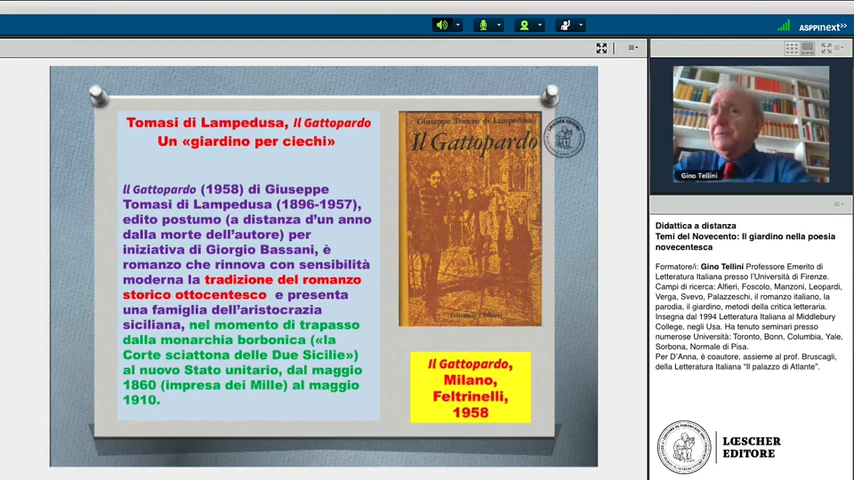 ASPPInext>>
Tomasi di Lampedusa, Il Gattopardo
Un «giardino per ciechi»
Il Gattopardo (1958) di Giuseppe
Tomasi di Lampedusa (1896-1957),
edito postumo (a distanza d'un anno
dalla morte dell'autore) per
iniziativa di Giorgio Bassani, è
romanzo che rinnova con sensibilità
moderna la tradizione del romanzo
storico ottocentesco e presenta
una famiglia dell'aristocrazia
siciliana, nel momento di trapasso
dalla monarchia borbonica («la
Corte sciattona delle Due Sicilie»)
al nuovo Stato unitario, dal maggio
1860 (impresa dei Mille) al maggio
1910.
Giuseppe Tomasi di Lampedusa
Il Gattopardo
Feltrinelli Editore
Il Gattopardo,
Milano,
Feltrinelli,
1958
Gino Tellini
Didattica a distanza
Temi del Novecento: Il giardino nella poesia
novecentesca
Formatore/i: Gino Tellini Professore Emerito di
Letteratura Italiana presso l'Università di Firenze.
Campi di ricerca: Alfieri, Foscolo, Manzoni, Leopardi,
Verga, Svevo, Palazzeschi, il romanzo italiano, la
parodia, il giardino, metodi della critica letteraria.
Insegna dal 1994 Letteratura Italiana al Middlebury
College, negli Usa. Ha tenuto seminari presso
numerose Università: Toronto, Bonn, Columbia, Yale,
Sorbona, Normale di Pisa.
Per D'Anna, è coautore, assieme al prof. Bruscagli,
della Letteratura Italiana "Il palazzo di Atlante".
LŒSCHER
EDITORE